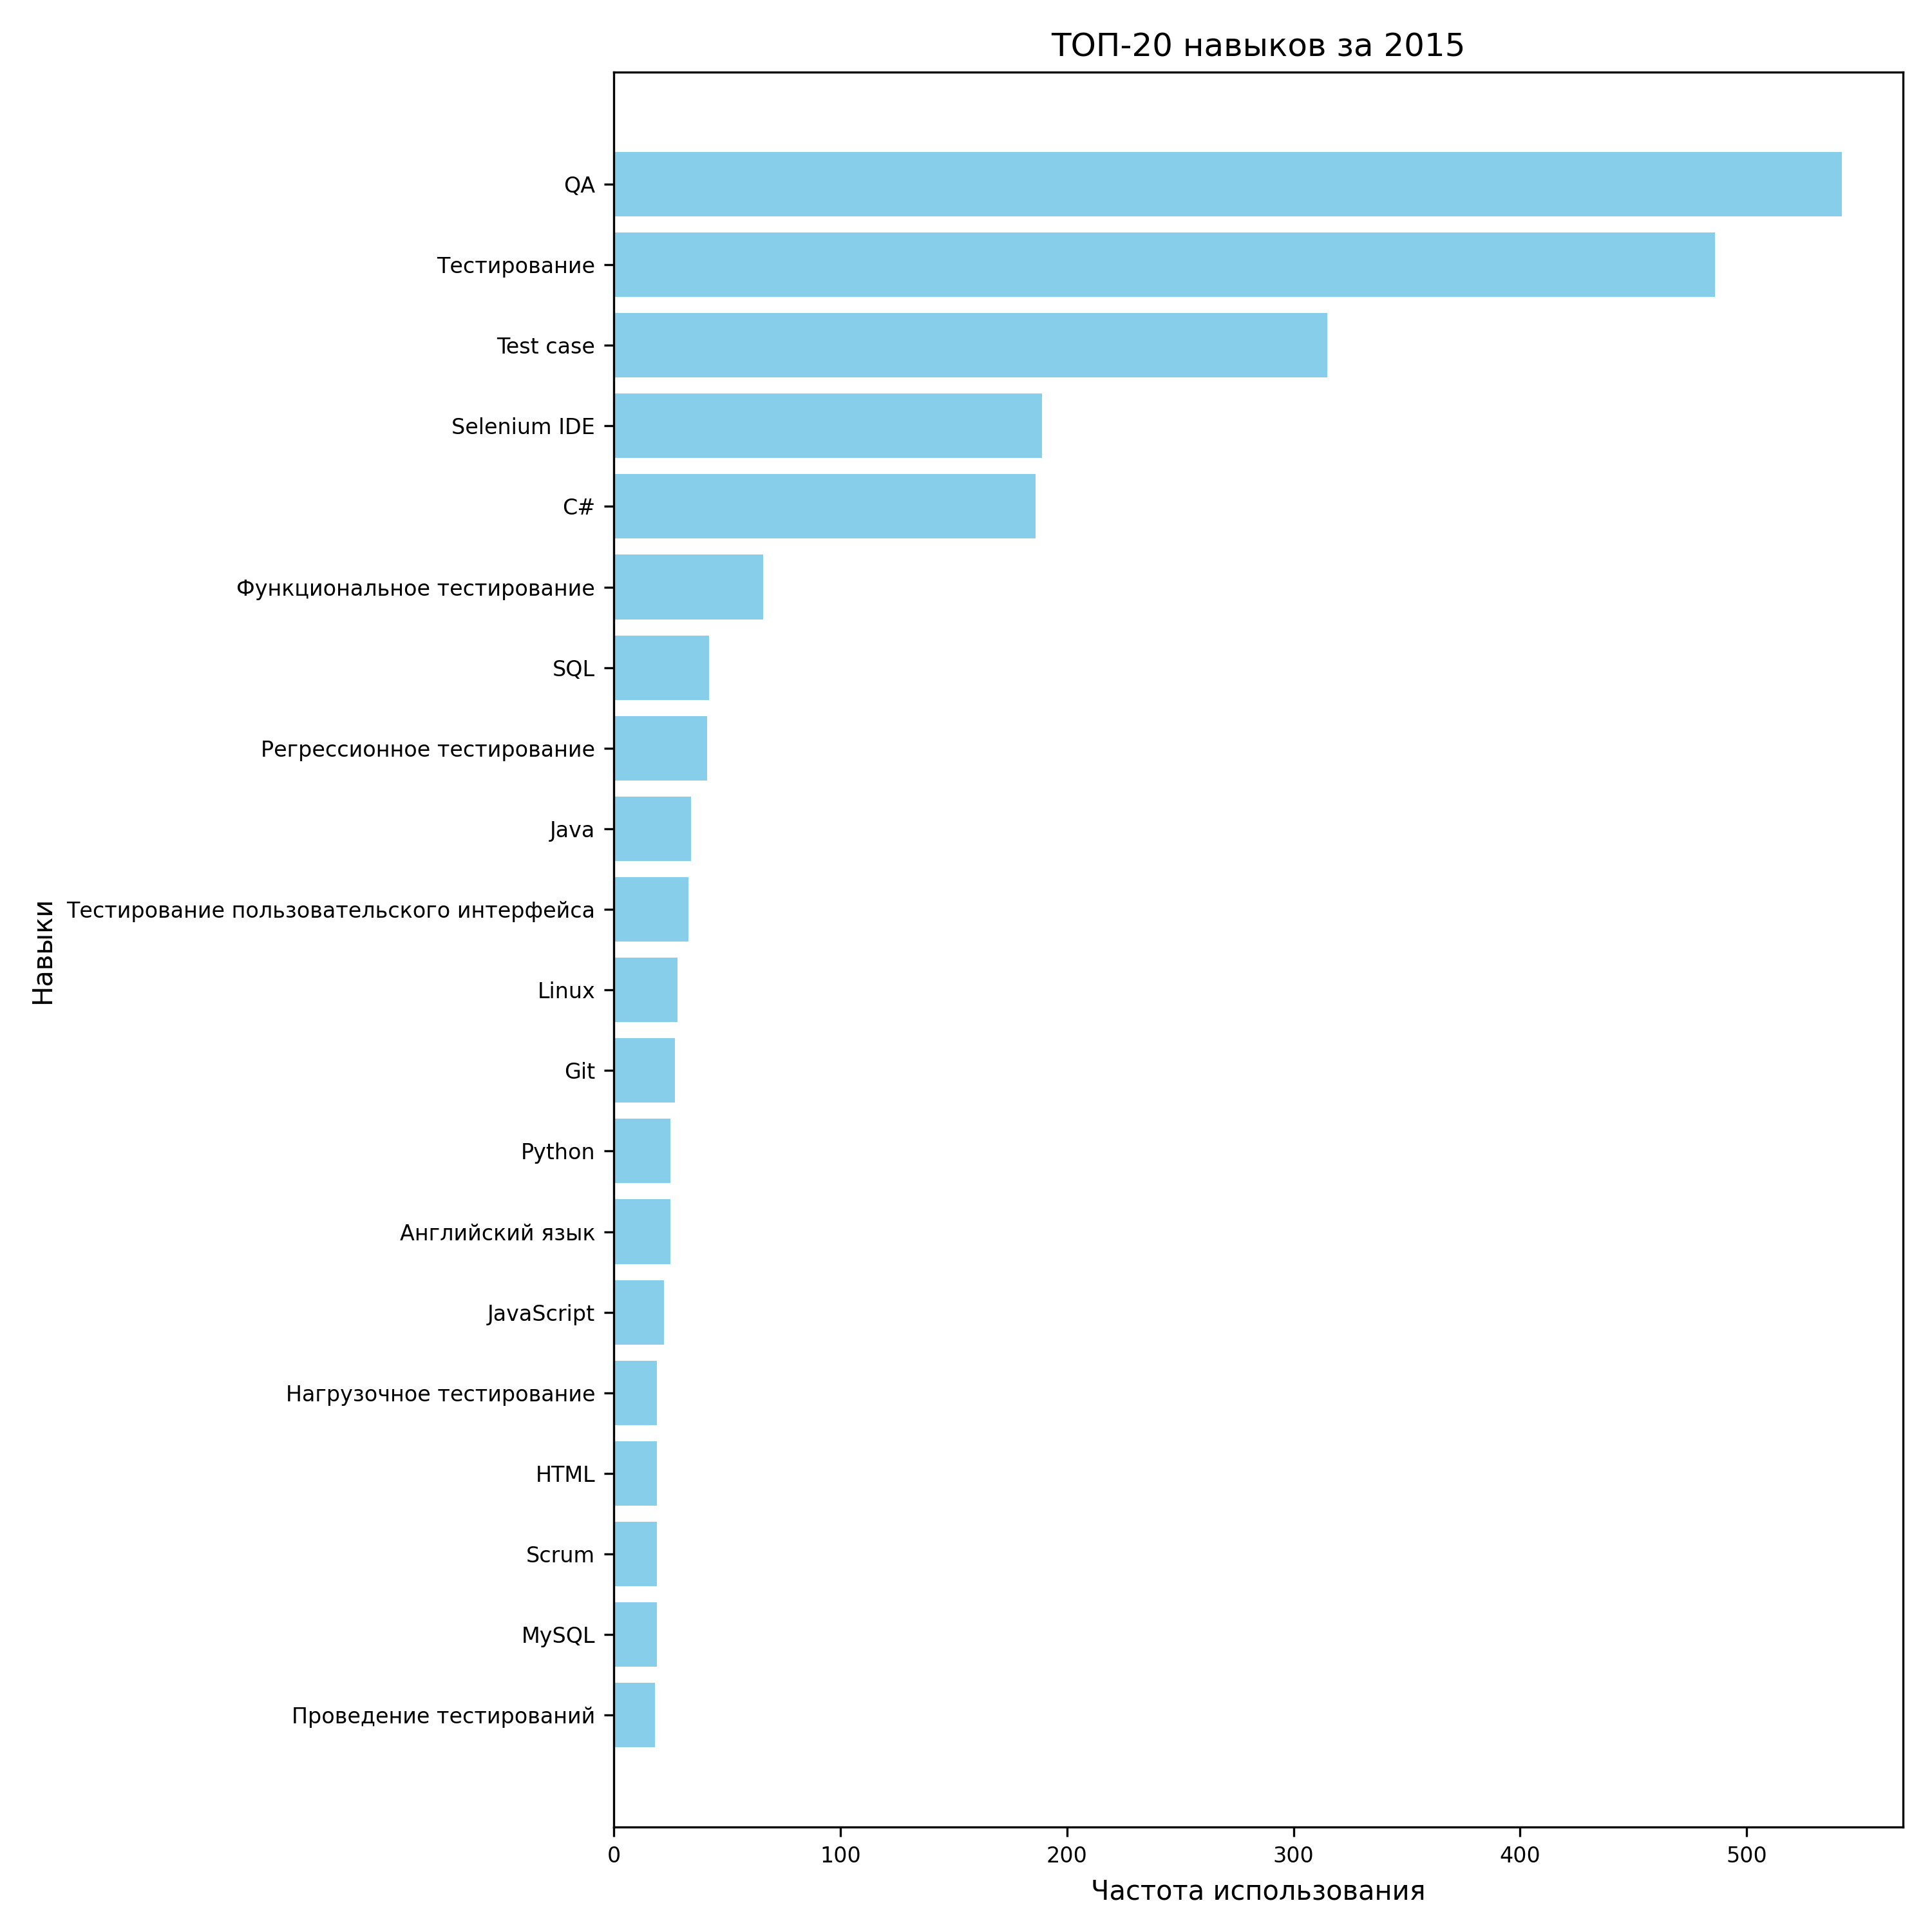 ТОП-20 навыков за 2015
QA
Тестирование
Test case
Selenium IDE
C#
Функциональное тестирование
SQL
Регрессионное тестирование
Java
Тестирование пользовательского интерфейса
Linux
Git
Python
Английский язык
JavaScript
Нагрузочное тестирование
HTML
Scrum
MySQL
Проведение тестирований
Навыки
0 100 200 300 400 500
Частота использования